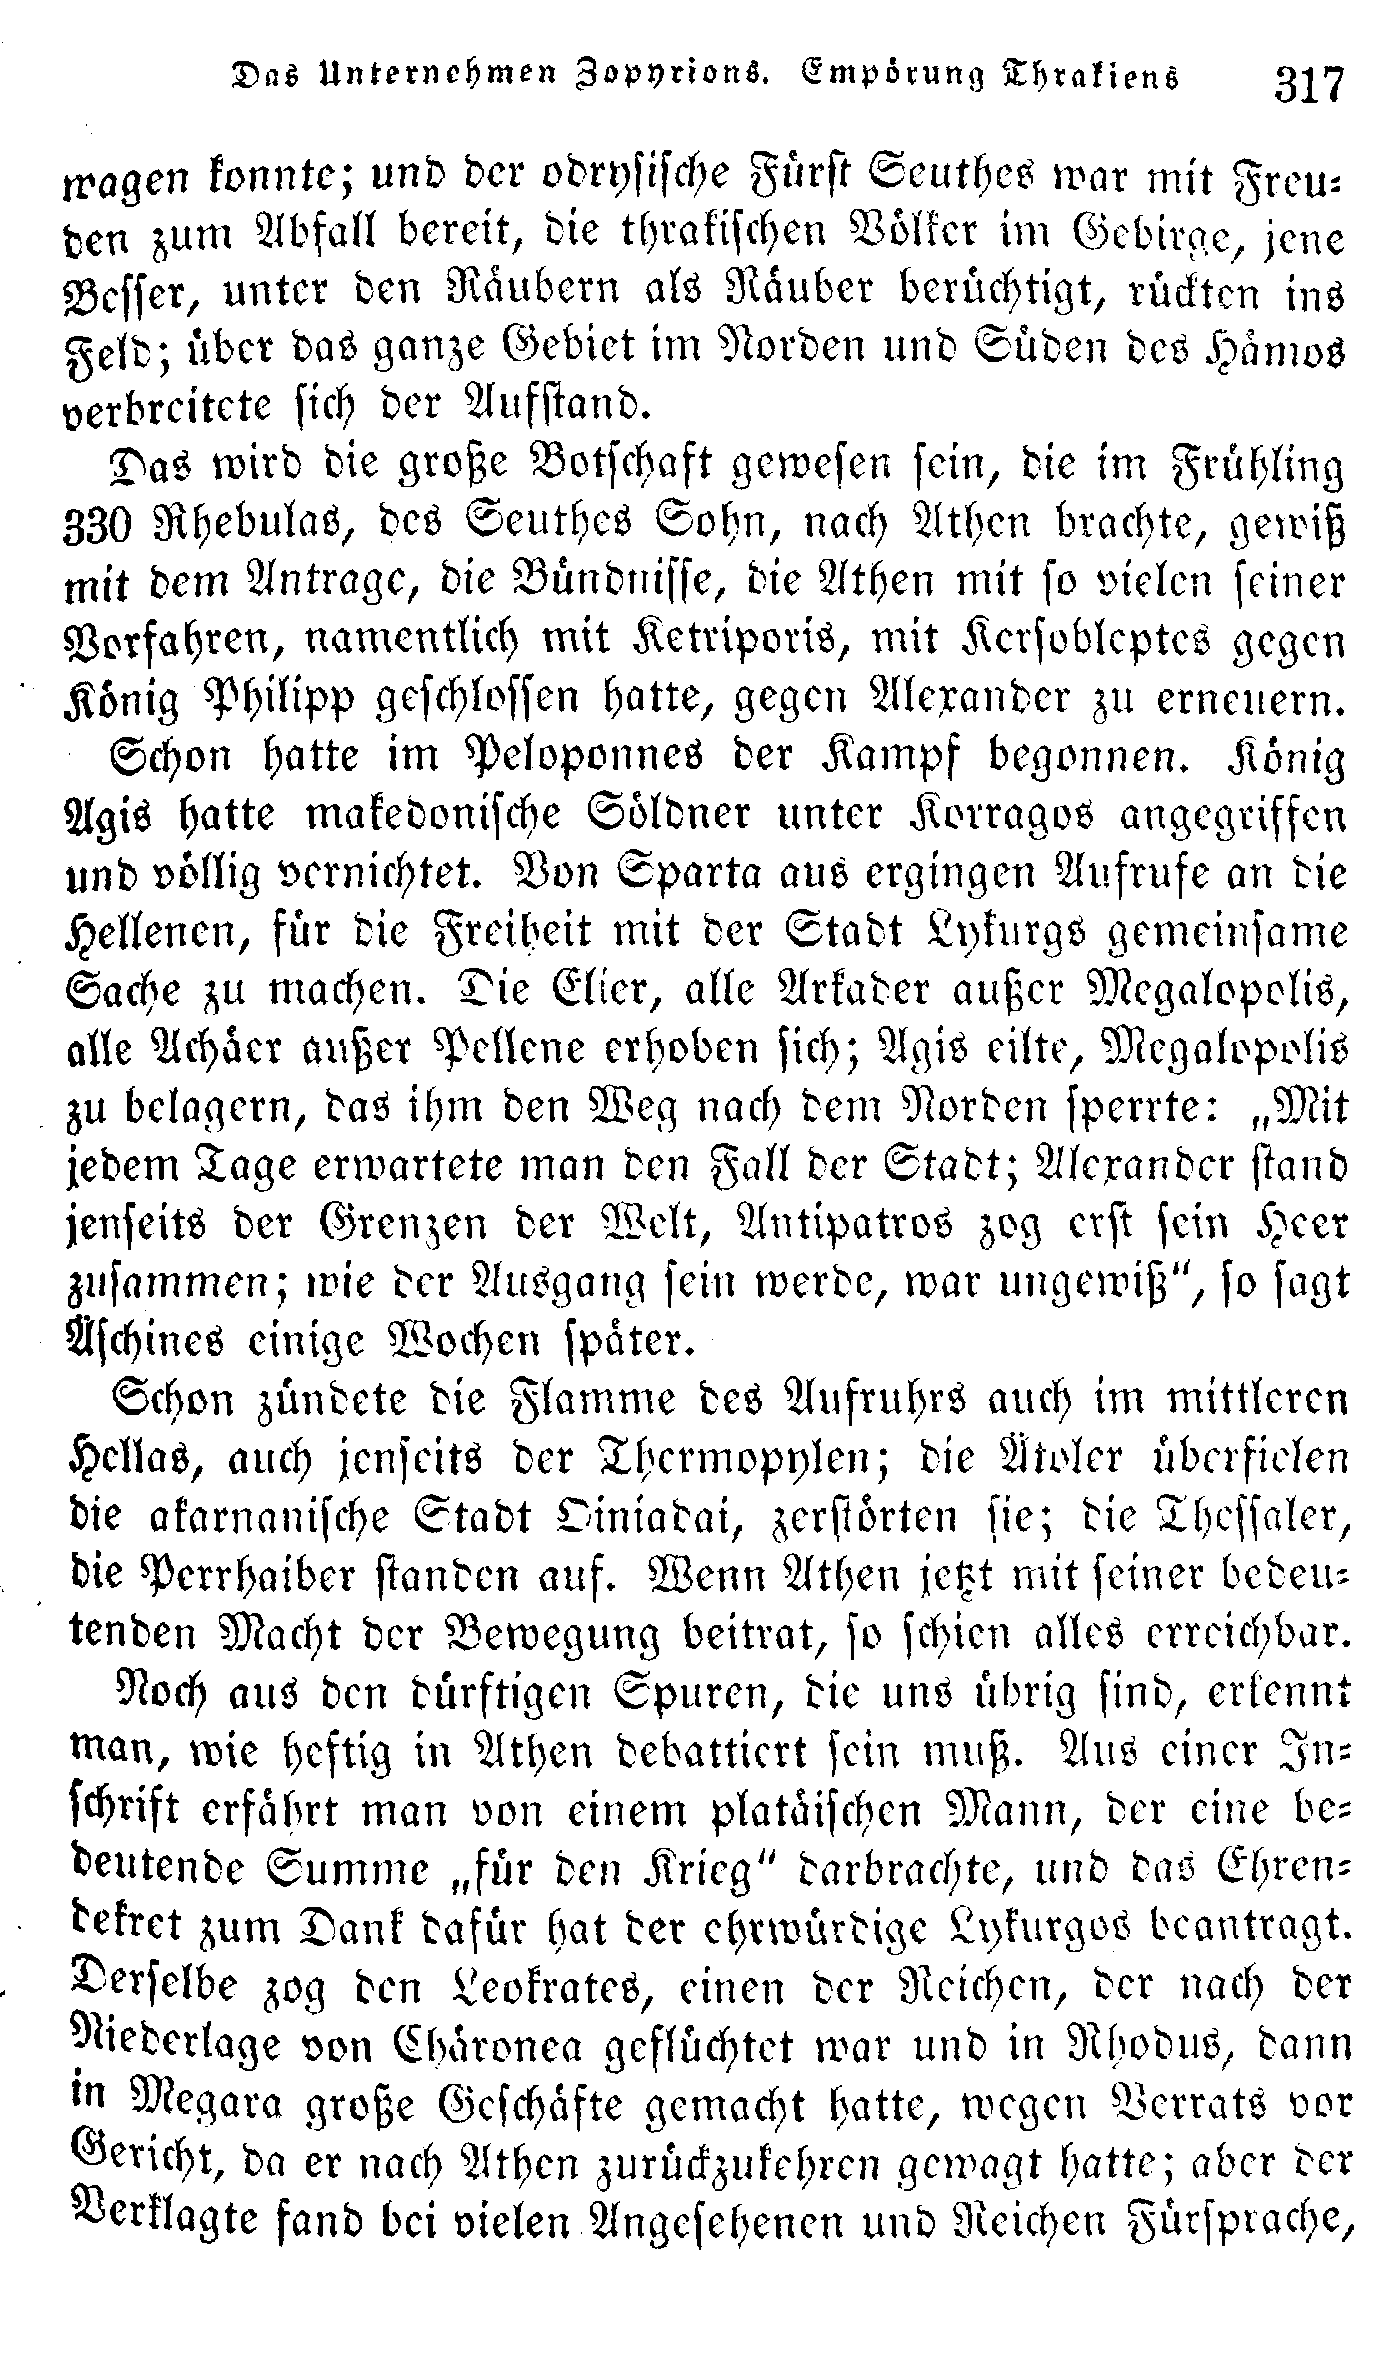 Das Unternehmen Zopyrions. Empörung Thrakiens 317
wagen konnte; und der odrysische Fürst Seuthes war mit Freu-
den zum Abfall bereit, die thrakischen Völker im Gebirge, jene
Besser, unter den Räubern als Räuber berüchtigt, rückten ins
Feld; über das ganze Gebiet im Norden und Süden des Hämos
verbreitete sich der Aufstand.
Das wird die große Botschaft gewesen sein, die im Frühling
330 Rhebulas, des Seuthes Sohn, nach Athen brachte, gewiß
mit dem Antrage, die Bündnisse, die Athen mit so vielen seiner
Vorfahren, namentlich mit Ketriporis, mit Kersobleptes gegen
König Philipp geschlossen hatte, gegen Alexander zu erneuern.
Schon hatte im Peloponnes der Kampf begonnen. König
Agis hatte makedonische Söldner unter Korragos angegriffen
und völlig vernichtet. Von Sparta aus ergingen Aufrufe an die
Hellenen, für die Freiheit mit der Stadt Lykurgs gemeinsame
Sache zu machen. Die Elier, alle Arkader außer Megalopolis,
alle Achäer außer Pellene erhoben sich; Agis eilte, Megalopolis
zu belagern, das ihm den Weg nach dem Norden sperrte: „Mit
jedem Tage erwartete man den Fall der Stadt; Alexander stand
jenseits der Grenzen der Welt, Antipatros zog erst sein Heer
zusammen; wie der Ausgang sein werde, war ungewiß“, so sagt
Äschines einige Wochen später.
Schon zündete die Flamme des Aufruhrs auch im mittleren
Hellas, auch jenseits der Thermopylen; die Ätoler überfielen
die akarnanische Stadt Oiniadai, zerstörten sie; die Thessaler,
die Perrhaiber standen auf. Wenn Athen jetzt mit seiner bedeu-
tenden Macht der Bewegung beitrat, so schien alles erreichbar.
Noch aus den dürftigen Spuren, die uns übrig sind, erkennt
man, wie heftig in Athen debattiert sein muß. Aus einer In-
schrift erfährt man von einem platäischen Mann, der eine be-
deutende Summe „für den Krieg“ darbrachte, und das Ehren-
dekret zum Dank dafür hat der ehrwürdige Lykurgos beantragt.
Derselbe zog den Leokrates, einen der Reichen, der nach der
Niederlage von Chäronea geflüchtet war und in Rhodus, dann
in Megara große Geschäfte gemacht hatte, wegen Verrats vor
Gericht, da er nach Athen zurückzukehren gewagt hatte; aber der
Verklagte fand bei vielen Angesehenen und Reichen Fürsprache,